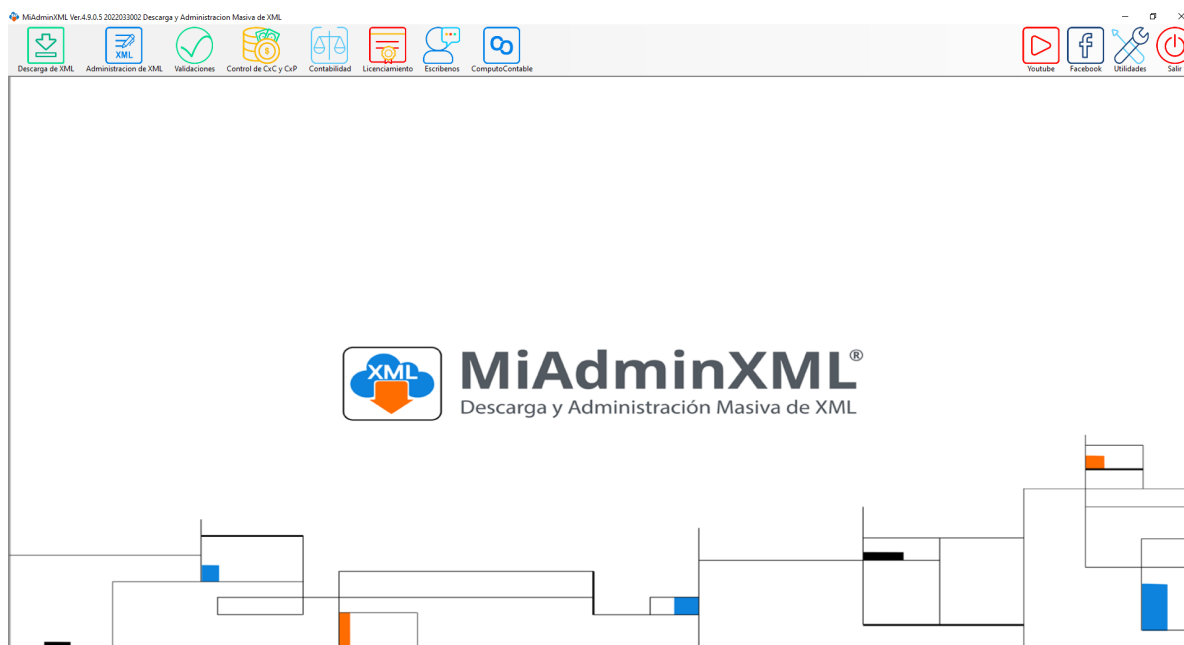 MiAdminXML Ver.4.9.0.5 2022033002 Descarga y Administracion Masiva de XML
Descarga de XML
XML
Administracion de XML
Validaciones
$
Control de CxC y CxP
Contabilidad
Licenciamiento
Escribenos
ComputoContable
Youtube
Facebook
Utilidades
Salir
XML
MiAdminXML®
Descarga y Administración Masiva de XML